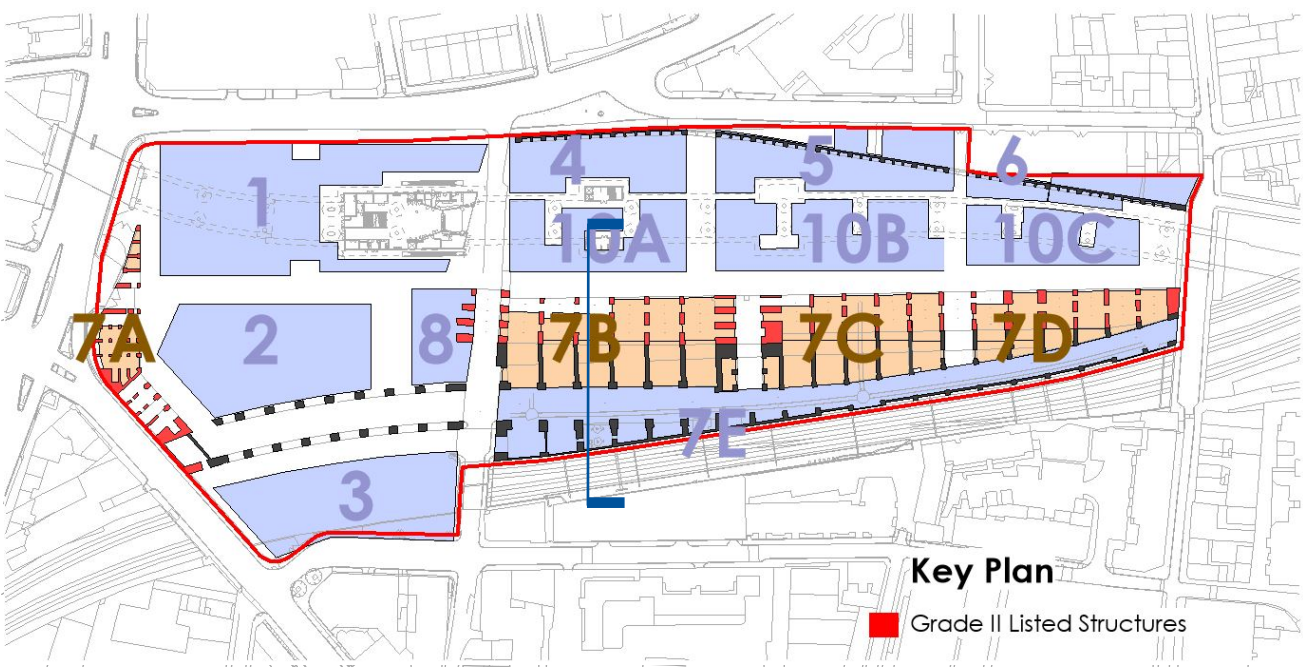 4
5
6
1
10A
10B
10C
7A
2
8
7B
7C
7D
7E
3
Key Plan
Grade II Listed Structures